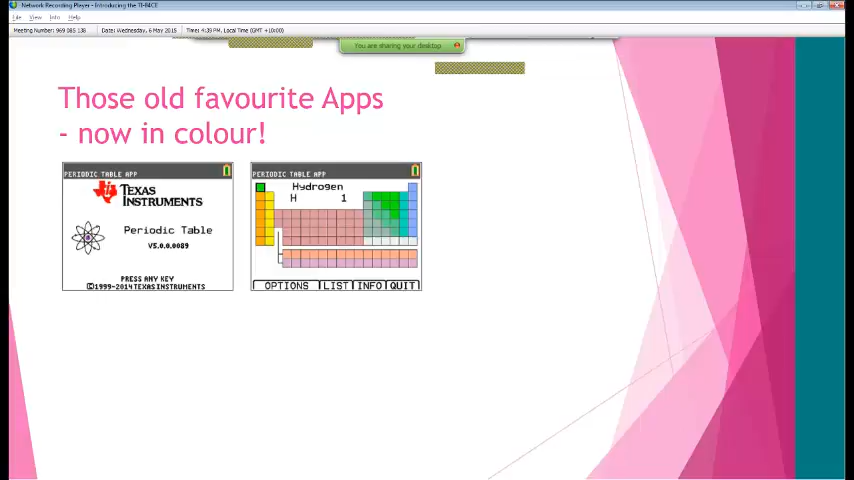 Network Recording Player - Introducing the TI-84CE
File View Info Help
Meeting Number: 969 085 138 Date: Wednesday, 6 May 2015 Time: 4:39 PM, Local Time (GMT +10:00)
You are sharing your desktop
Those old favourite Apps
- now in colour!
PERIODIC TABLE APP
TEXAS
INSTRUMENTS
Periodic Table
V5.0.0.0089
PRESS ANY KEY
©1999-2014 TEXAS INSTRUMENTS
PERIODIC TABLE APP
Hydrogen
H 1
OPTIONS LIST INFO QUIT